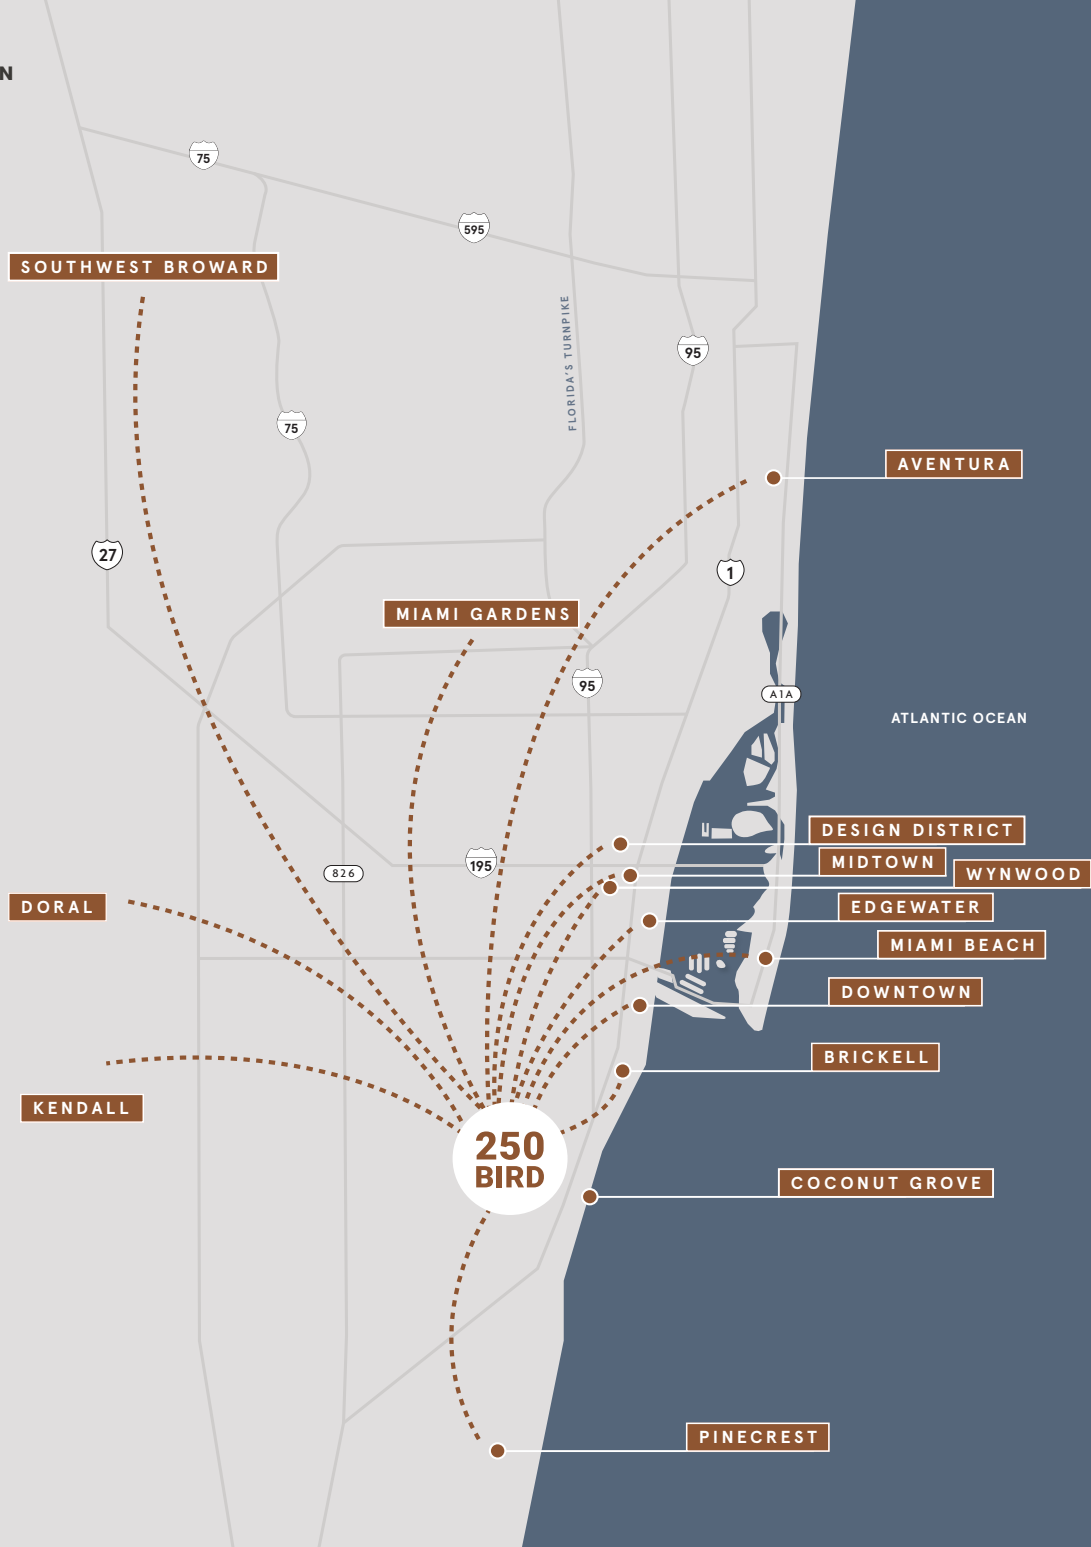 N
75
595
SOUTHWEST BROWARD
FLORIDA'S TURNPIKE
95
75
AVENTURA
27
1
MIAMI GARDENS
95
A1A
ATLANTIC OCEAN
DESIGN DISTRICT
MIDTOWN
195
826
WYNWOOD
DORAL
EDGEWATER
MIAMI BEACH
DOWNTOWN
BRICKELL
KENDALL
250
BIRD
COCONUT GROVE
PINECREST